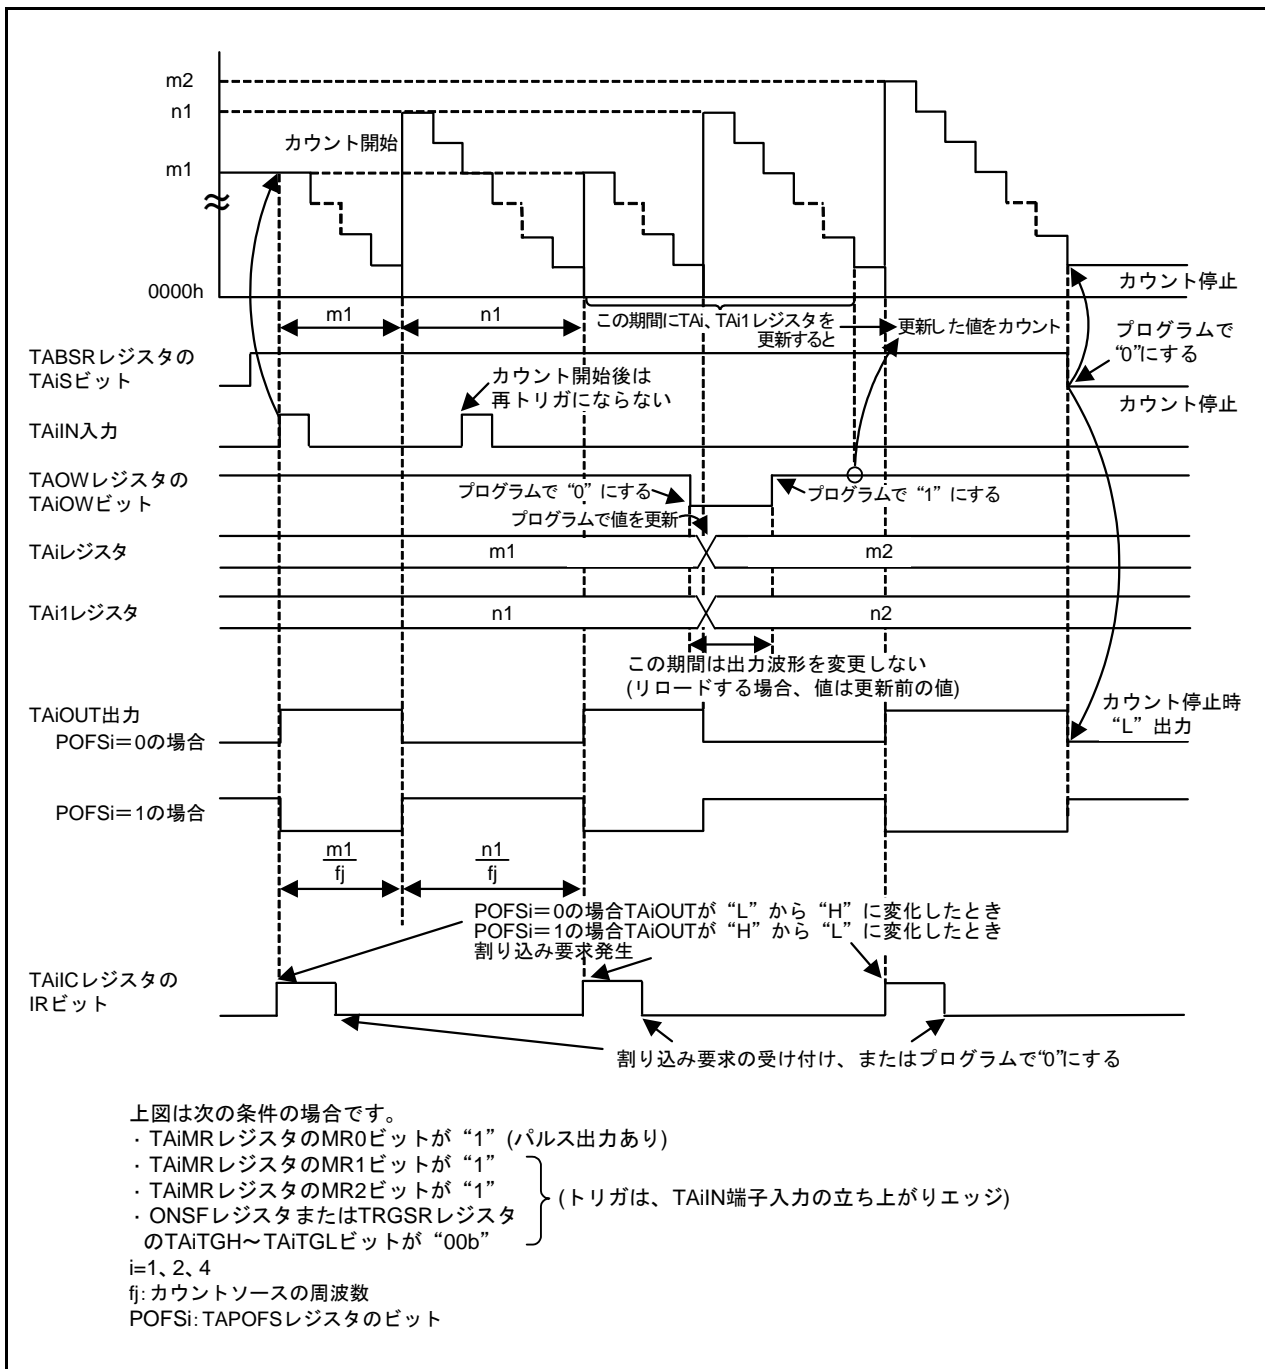 m2
n1
カウント開始
m1
≈
0000h
カウント停止
m1
n1
この期間にTAi、TAi1レジスタを
更新すると
更新した値をカウント
プログラムで
“0”にする
TABSRレジスタの
TAiSビット
カウント開始後は
再トリガにならない
カウント停止
TAiIN入力
TAOWレジスタの
TAiOWビット
プログラムで“0”にする
プログラムで“1”にする
プログラムで値を更新
TAiレジスタ
m1
m2
TAi1レジスタ
n1
n2
この期間は出力波形を変更しない
(リロードする場合、値は更新前の値)
TAiOUT出力
POFSi=0の場合
カウント停止時
“L”出力
POFSi=1の場合
m1
fj
n1
fj
POFSi=0の場合TAiOUTが“L”から“H”に変化したとき
POFSi=1の場合TAiOUTが“H”から“L”に変化したとき
割り込み要求発生
TAiICレジスタの
IRビット
割り込み要求の受け付け、またはプログラムで“0”にする
上図は次の条件の場合です。
・TAiMRレジスタのMR0ビットが“1”(パルス出力あり)
・TAiMRレジスタのMR1ビットが“1”
・TAiMRレジスタのMR2ビットが“1”
(トリガは、TAiIN端子入力の立ち上がりエッジ)
・ONSFレジスタまたはTRGSRレジスタ
のTAiTGH~TAiTGLビットが“00b”
i=1、2、4
fj:カウントソースの周波数
POFSi:TAPOFSレジスタのビット